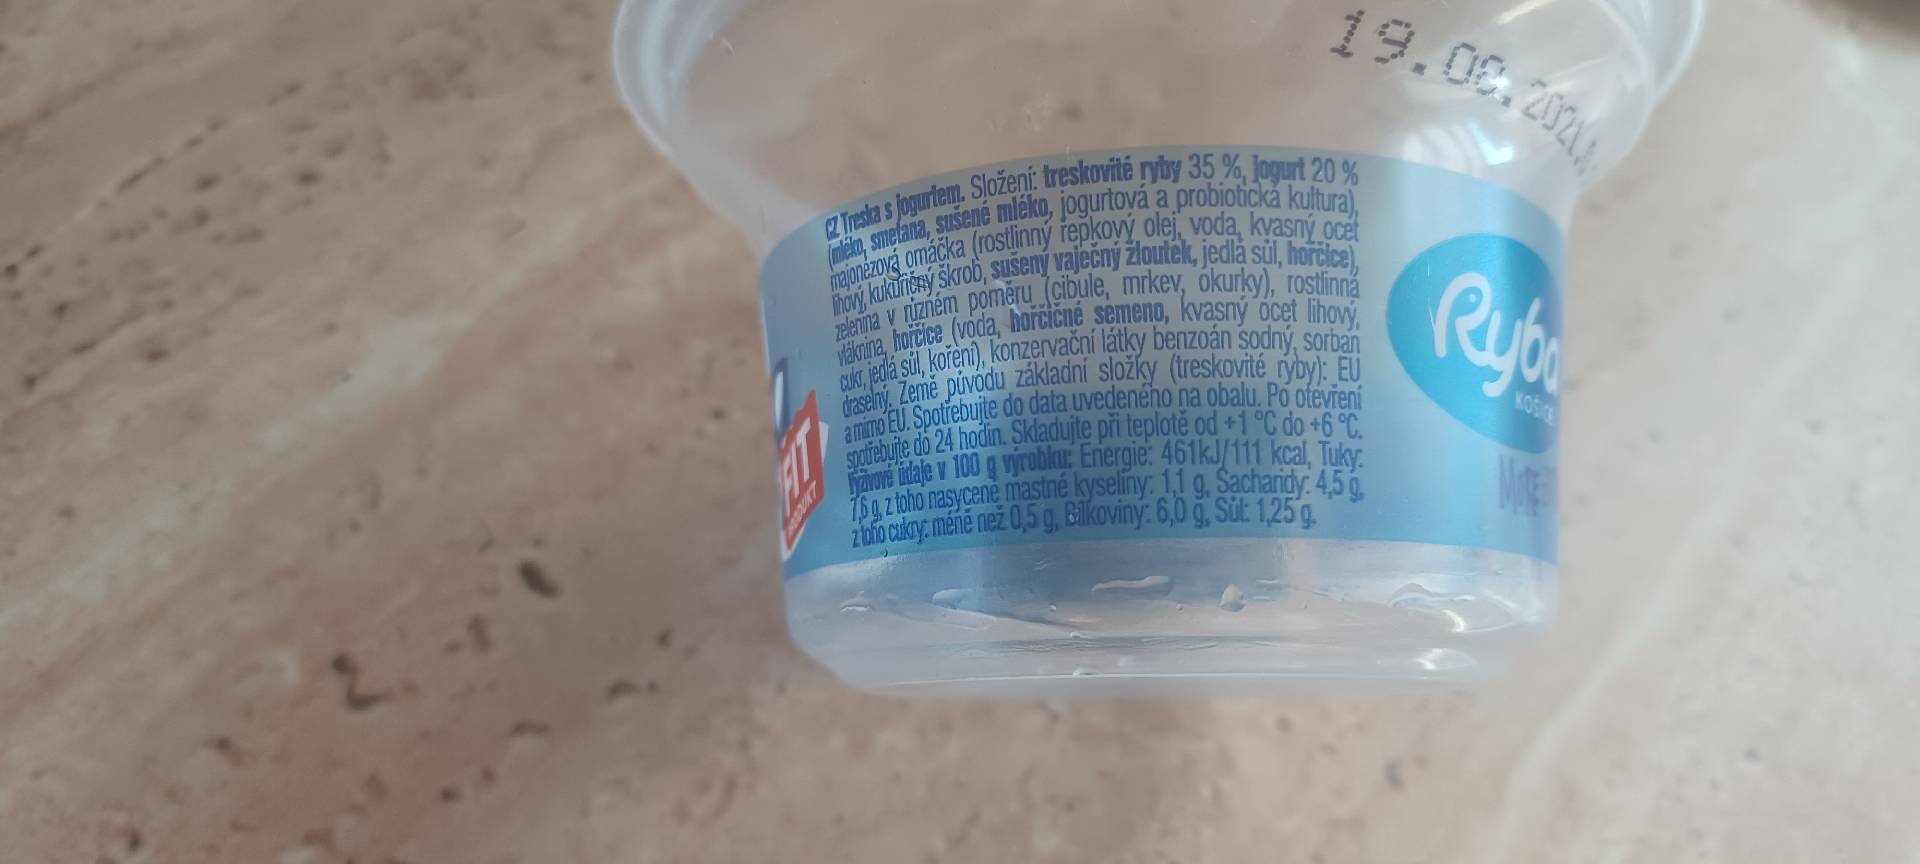 19.08.2021
CZ Treska s jogurtem. Složení: treskovité ryby 35 %, jogurt 20 %
(mléko, smetana, sušené mléko, jogurtová a probiotická kultura),
majonézová omáčka (rostlinný řepkový olej, voda, kvasný ocet
lihový, kukuřičný škrob, sušený vaječný žloutek, jedlá sůl, hořčice),
zelenina v různém poměru (cibule, mrkev, okurky), rostlinná
vláknina, hořčice (voda, hořčičné semeno, kvasný ocet lihový,
cukr, jedlá sůl, koření), konzervační látky benzoán sodný, sorban
draselný. Země původu základní složky (treskovité ryby): EU
a mimo EU. Spotřebujte do data uvedeného na obalu. Po otevření
spotřebujte do 24 hodin. Skladujte při teplotě od +1 °C do +6 °C.
Výživové údaje v 100 g výrobku: Energie: 461kJ/111 kcal, Tuky:
7,6 g, z toho nasycené mastné kyseliny: 1,1 g, Sacharidy: 4,5 g,
z toho cukry: méně než 0,5 g, Bílkoviny: 6,0 g, Sůl: 1,25 g.
FIT
PRODUKT
Ryba
KOŠICE